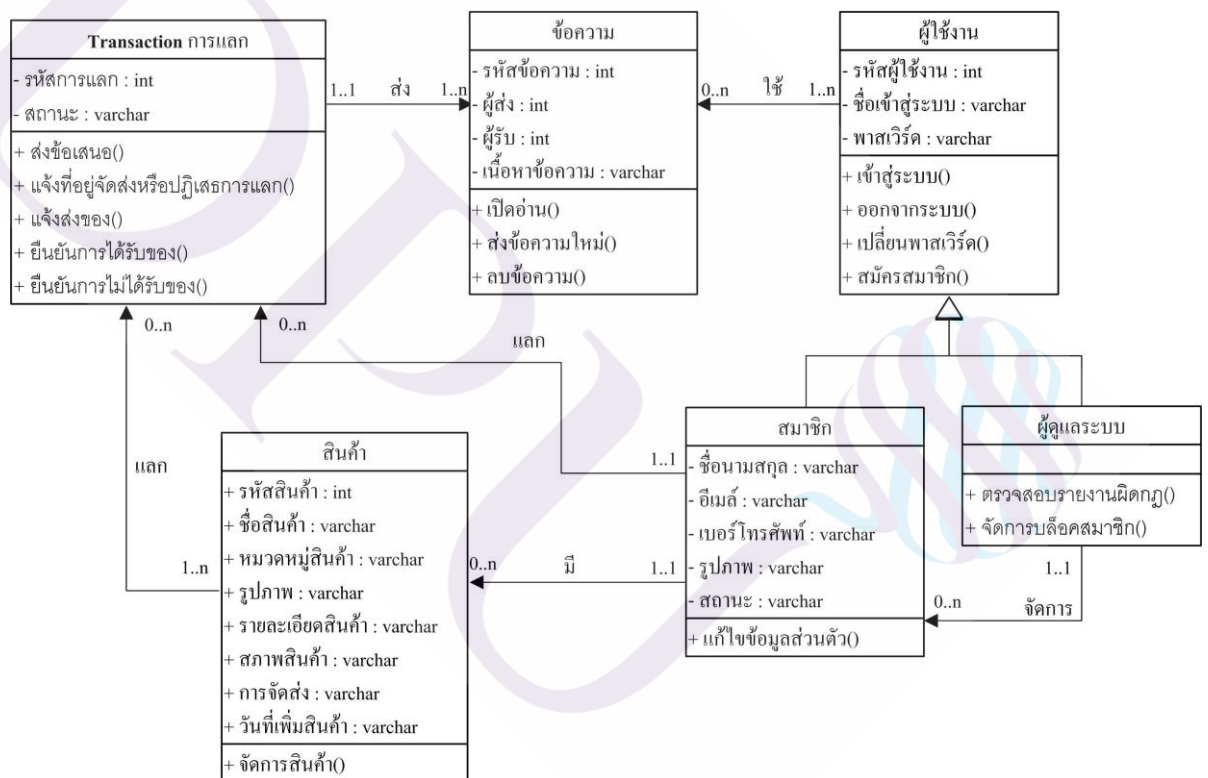 Transaction การแลก
- รหัสการแลก : int
- สถานะ : varchar
+ ส่งข้อเสนอ()
+ แจ้งที่อยู่จัดส่งหรือปฏิเสธการแลก()
+ แจ้งส่งของ()
+ ยืนยันการได้รับของ()
+ ยืนยันการไม่ได้รับของ()
1..1 ส่ง 1..n
ข้อความ
- รหัสข้อความ : int
- ผู้ส่ง : int
- ผู้รับ : int
- เนื้อหาข้อความ : varchar
+ เปิดอ่าน()
+ ส่งข้อความใหม่()
+ ลบข้อความ()
0..n ใช้ 1..n
ผู้ใช้งาน
- รหัสผู้ใช้งาน : int
- ชื่อเข้าสู่ระบบ : varchar
- พาสเวิร์ด : varchar
+ เข้าสู่ระบบ()
+ ออกจากระบบ()
+ เปลี่ยนพาสเวิร์ด()
+ สมัครสมาชิก()
0..n
0..n
แลก
แลก
1..n
1..1
สินค้า
+ รหัสสินค้า : int
+ ชื่อสินค้า : varchar
+ หมวดหมู่สินค้า : varchar
+ รูปภาพ : varchar
+ รายละเอียดสินค้า : varchar
+ สภาพสินค้า : varchar
+ การจัดส่ง : varchar
+ วันที่เพิ่มสินค้า : varchar
+ จัดการสินค้า()
0..n มี 1..1
สมาชิก
- ชื่อนามสกุล : varchar
- อีเมล์ : varchar
- เบอร์โทรศัพท์ : varchar
- รูปภาพ : varchar
- สถานะ : varchar
+ แก้ไขข้อมูลส่วนตัว()
ผู้ดูแลระบบ
+ ตรวจสอบรายงานผิดกฎ()
+ จัดการบล็อคสมาชิก()
1..1
0..n
จัดการ